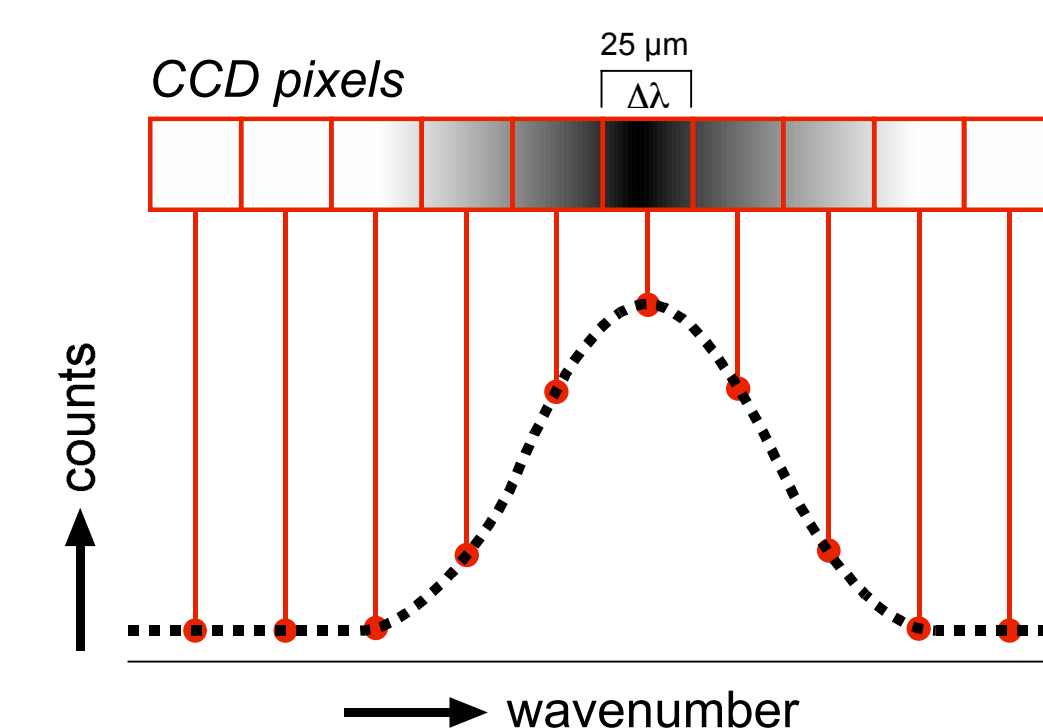 25 µm
CCD pixels
Δλ
counts
wavenumber